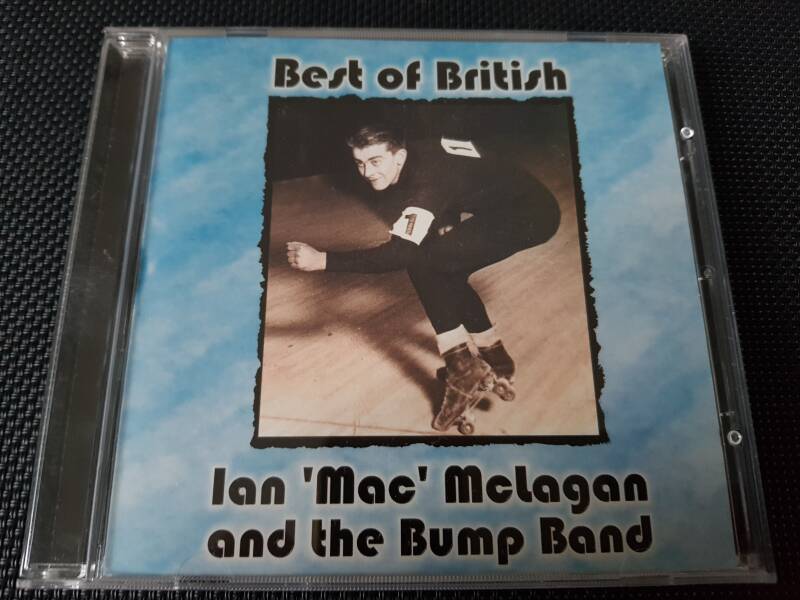 Best of British
1
1
Ian 'Mac' McLagan
and the Bump Band